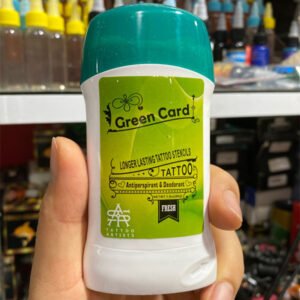 Green Card
LONGER LASTING TATTOO STENCILS
TATTOO
Antiperspirant & Deodorant
FRESH
TATTOO
ARTISTS